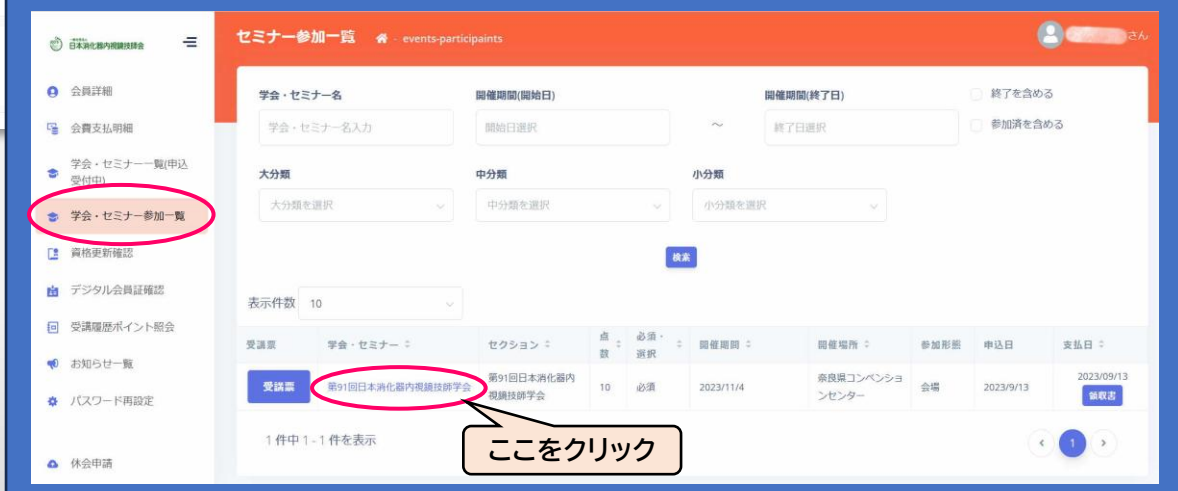 日本消化器内視鏡技師会
セミナー参加一覧 - events-participaints
さん
会員詳細
会費支払明細
学会・セミナー一覧(申込
受付中)
学会・セミナー参加一覧
資格更新確認
デジタル会員証確認
受講履歴ポイント照会
お知らせ一覧
パスワード再設定
休会申請
学会・セミナー名
開催期間(開始日)
開催期間(終了日)
終了を含める
学会・セミナー名入力
開始日選択
~
終了日選択
参加済を含める
大分類
中分類
小分類
大分類を選択
中分類を選択
小分類を選択
検索
表示件数 10
受講票 学会・セミナー セクション 点数 必須・選択 開催期間 開催場所 参加形態 申込日 支払日
受講票 第91回日本消化器内視鏡技師学会 第91回日本消化器内視鏡技師学会 10 必須 2023/11/4 奈良県コンベンションセンター 会場 2023/9/13 2023/09/13
領収書
1 件中 1 - 1 件を表示
ここをクリック
1